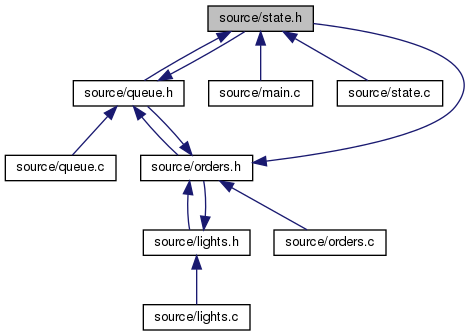 source/state.h
source/queue.h
source/main.c
source/state.c
source/queue.c
source/orders.h
source/lights.h
source/orders.c
source/lights.c